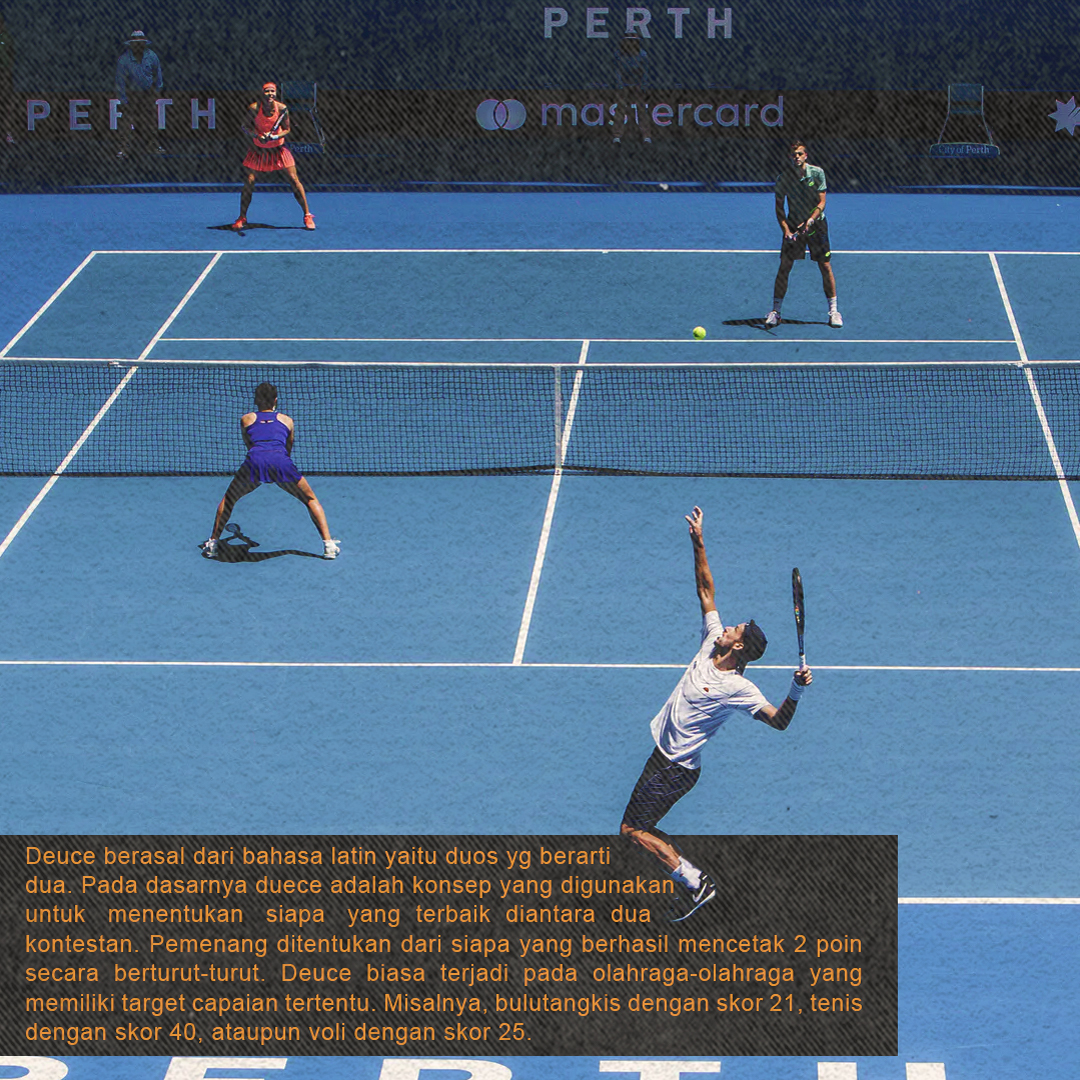 PERTH
PERTH
mastercard
City of Perth
Perth
Deuce berasal dari bahasa latin yaitu duos yg berarti
dua. Pada dasarnya duece adalah konsep yang digunakan
untuk menentukan siapa yang terbaik diantara dua
kontestan. Pemenang ditentukan dari siapa yang berhasil mencetak 2 poin
secara berturut-turut. Deuce biasa terjadi pada olahraga-olahraga yang
memiliki target capaian tertentu. Misalnya, bulutangkis dengan skor 21, tenis
dengan skor 40, ataupun voli dengan skor 25.
PERTH